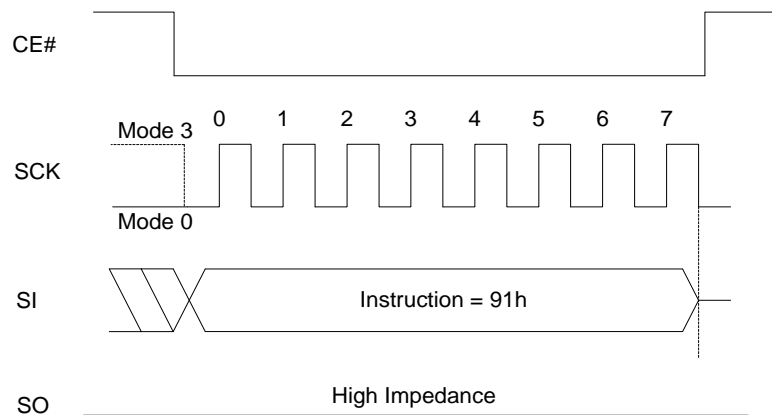 CE#
0 1 2 3 4 5 6 7
Mode 3
SCK
Mode 0
SI
Instruction = 91h
High Impedance
SO